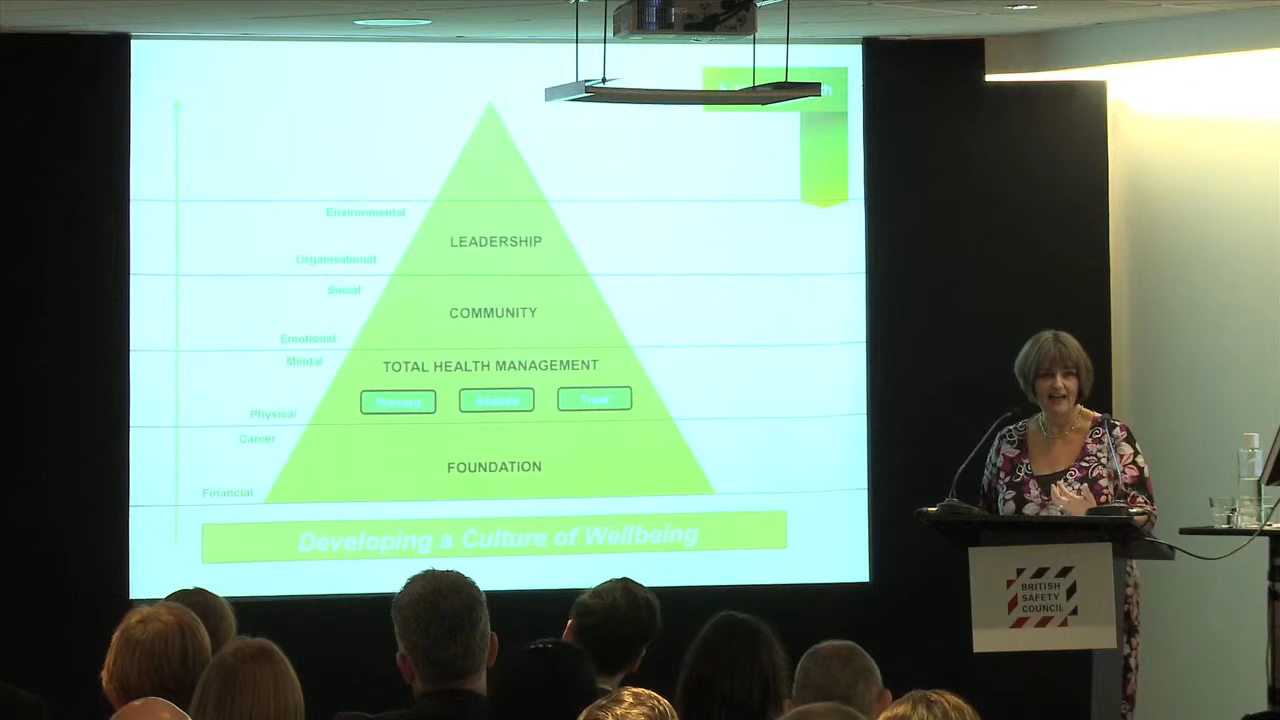 Environmental
LEADERSHIP
Organisational
Social
COMMUNITY
Emotional
Mental
TOTAL HEALTH MANAGEMENT
Treat
Physical
Career
FOUNDATION
Financial
Developing a Culture of Wellbeing
BRITISH
SAFETY
COUNCIL